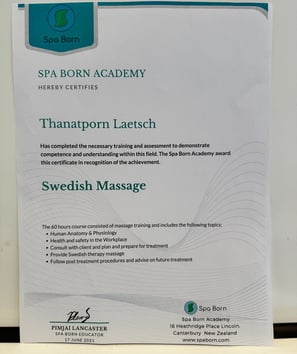 Spa Born
SPA BORN ACADEMY
HEREBY CERTIFIES
Thanatporn Laetsch
Has completed the necessary training and assessment to demonstrate
competence and understanding within this field. The Spa Born Academy award
this certificate in recognition of the achievement.
Swedish Massage
The 60 hours course consisted of massage training and includes the following topics:
• Human Anatomy & Physiology
• Health and safety in the Workplace
• Consult with client and plan and prepare for treatment
• Provide Swedish therapy massage
• Follow post treatment procedures and advise on future treatment
PIMJAI LANCASTER
SPA BORN EDUCATOR
17 JUNE 2021
Spa Born
Spa Born Academy
16 Heathridge Place Lincoln,
Canterbury New Zealand
www.spaborn.com